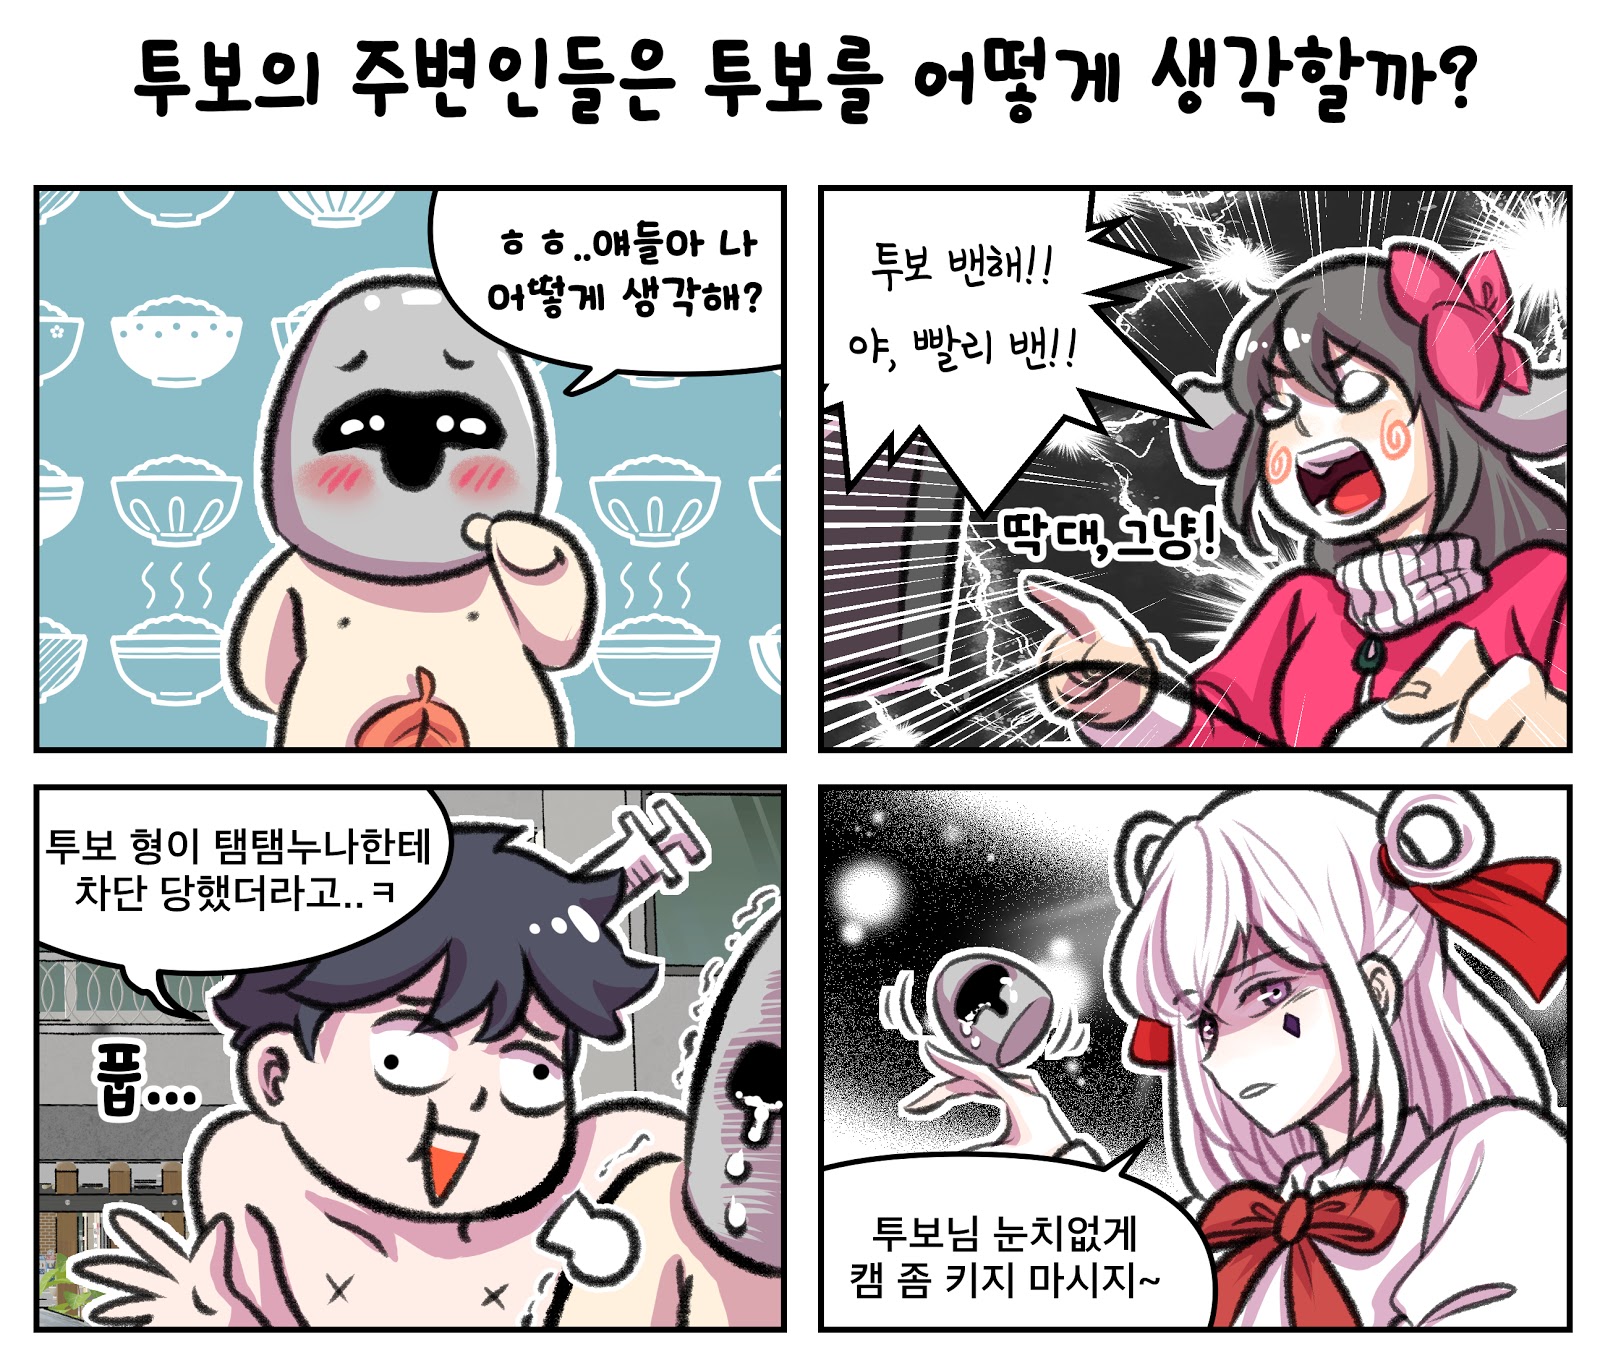 투보의 주변인들은 투보를 어떻게 생각할까?
ㅎㅎ..얘들아 나
어떻게 생각해?
투보 밴해!!
야, 빨리 밴!!
딱 대, 그냥!
투보 형이 탬탬누나한테
차단 당했더라고..ㅋ
풉...
투보님 눈치없게
캠 좀 키지 마시지~